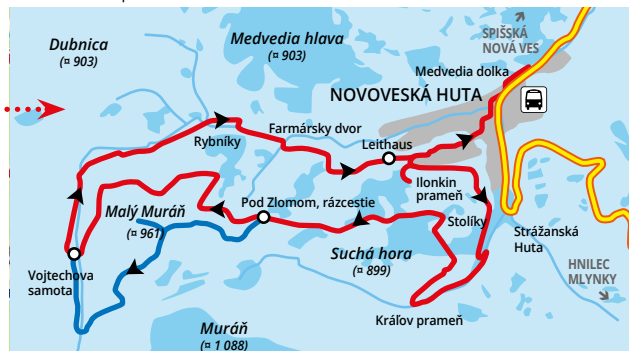 SPIŠSKÁ
NOVÁ VES
Dubnica
(¤ 903)
Medvedia hlava
(¤ 903)
Medvedia dolka
NOVOVESKÁ HUTA
Farmársky dvor
Rybníky
Leithaus
Ilonkin
prameň
Pod Zlomom, rázcestie
Malý Muráň
(¤ 961)
Stolíky
Strážanská
Huta
Suchá hora
(¤ 899)
Vojtechova
samota
HNILEC
MLYNKY
Kráľov prameň
Muráň
(¤ 1 088)